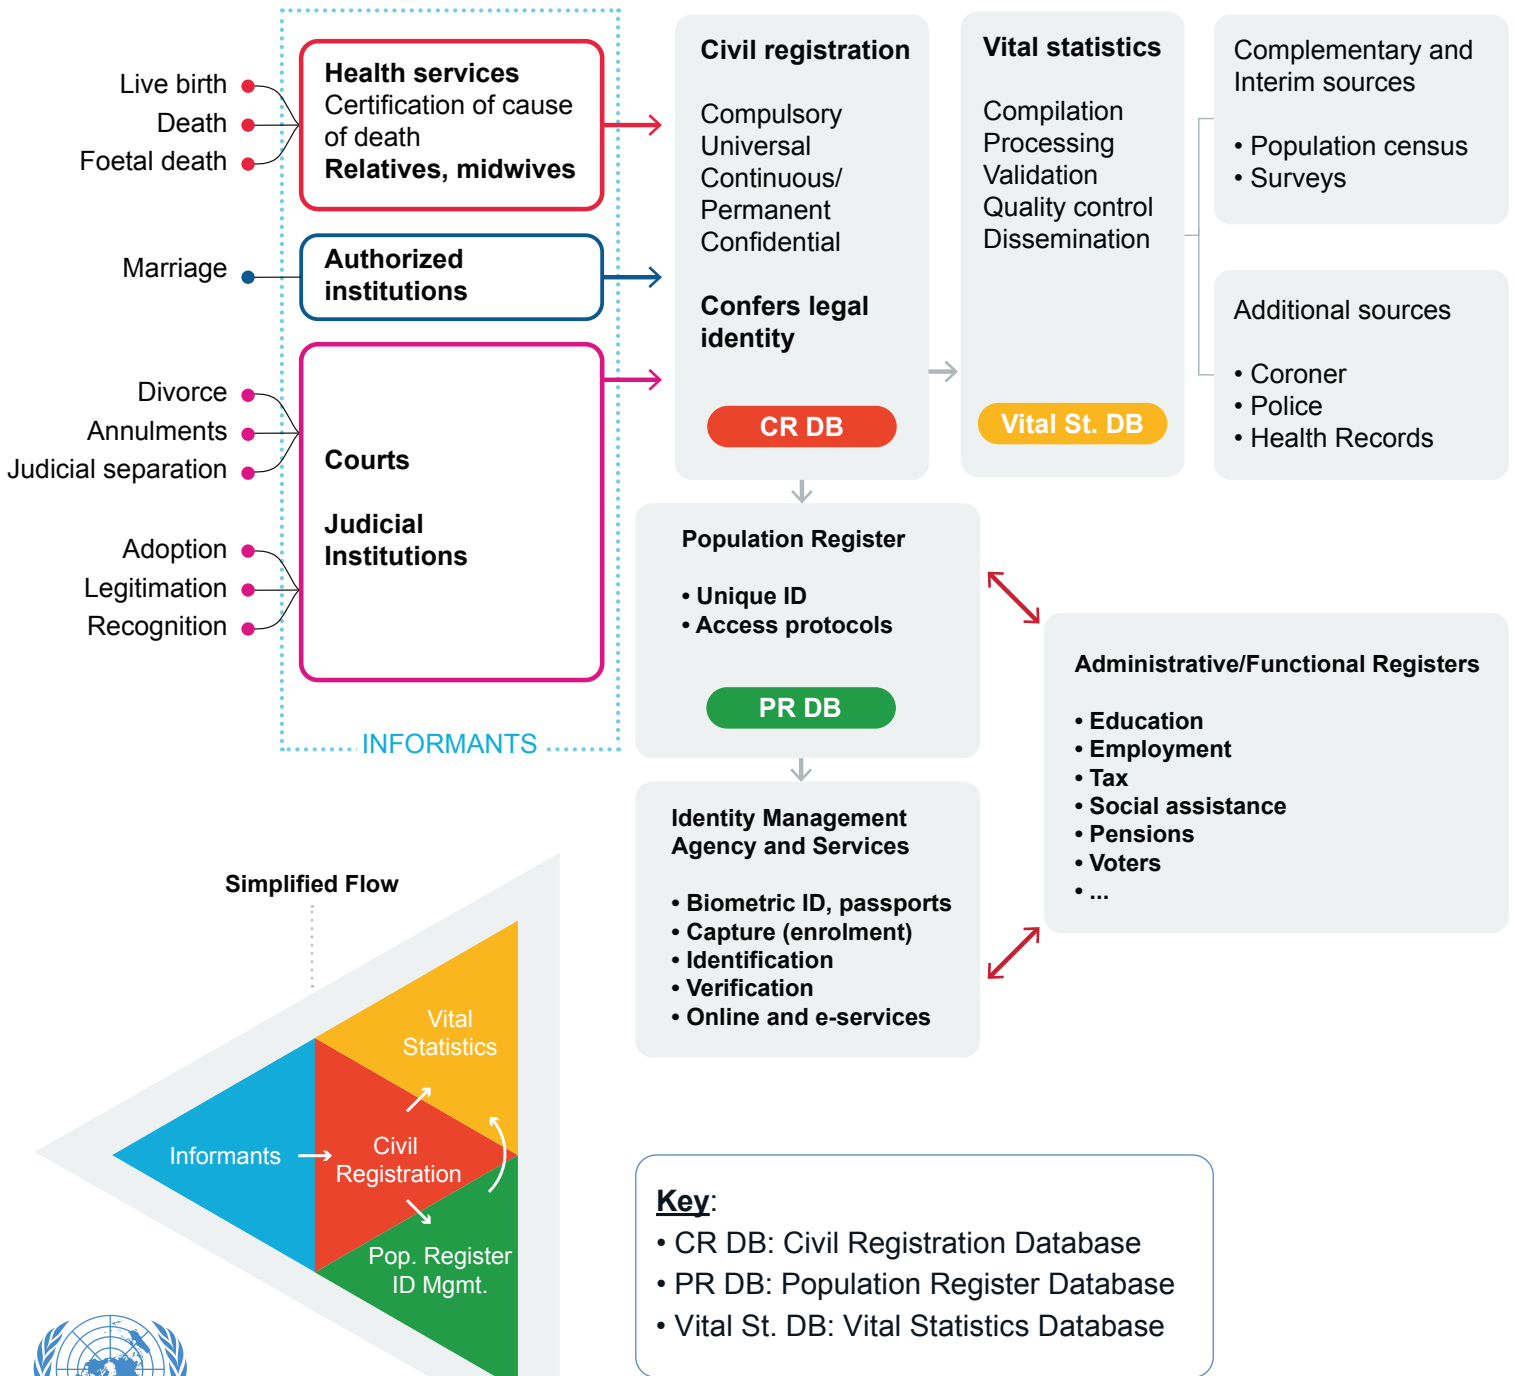 Live birth
Death
Foetal death
Marriage
Divorce
Annulments
Judicial separation
Adoption
Legitimation
Recognition
Health services
Certification of cause
of death
Relatives, midwives
Authorized
institutions
Courts
Judicial
Institutions
INFORMANTS
Civil registration
Compulsory
Universal
Continuous/
Permanent
Confidential
Confers legal
identity
CR DB
Vital statistics
Compilation
Processing
Validation
Quality control
Dissemination
Vital St. DB
Complementary and
Interim sources
• Population census
• Surveys
Additional sources
• Coroner
• Police
• Health Records
Population Register
• Unique ID
• Access protocols
PR DB
Administrative/Functional Registers
• Education
• Employment
• Tax
• Social assistance
• Pensions
• Voters
• ...
Identity Management
Agency and Services
• Biometric ID, passports
• Capture (enrolment)
• Identification
• Verification
• Online and e-services
Simplified Flow
Vital
Statistics
Informants
Civil
Registration
Pop. Register
ID Mgmt.
Key:
• CR DB: Civil Registration Database
• PR DB: Population Register Database
• Vital St. DB: Vital Statistics Database